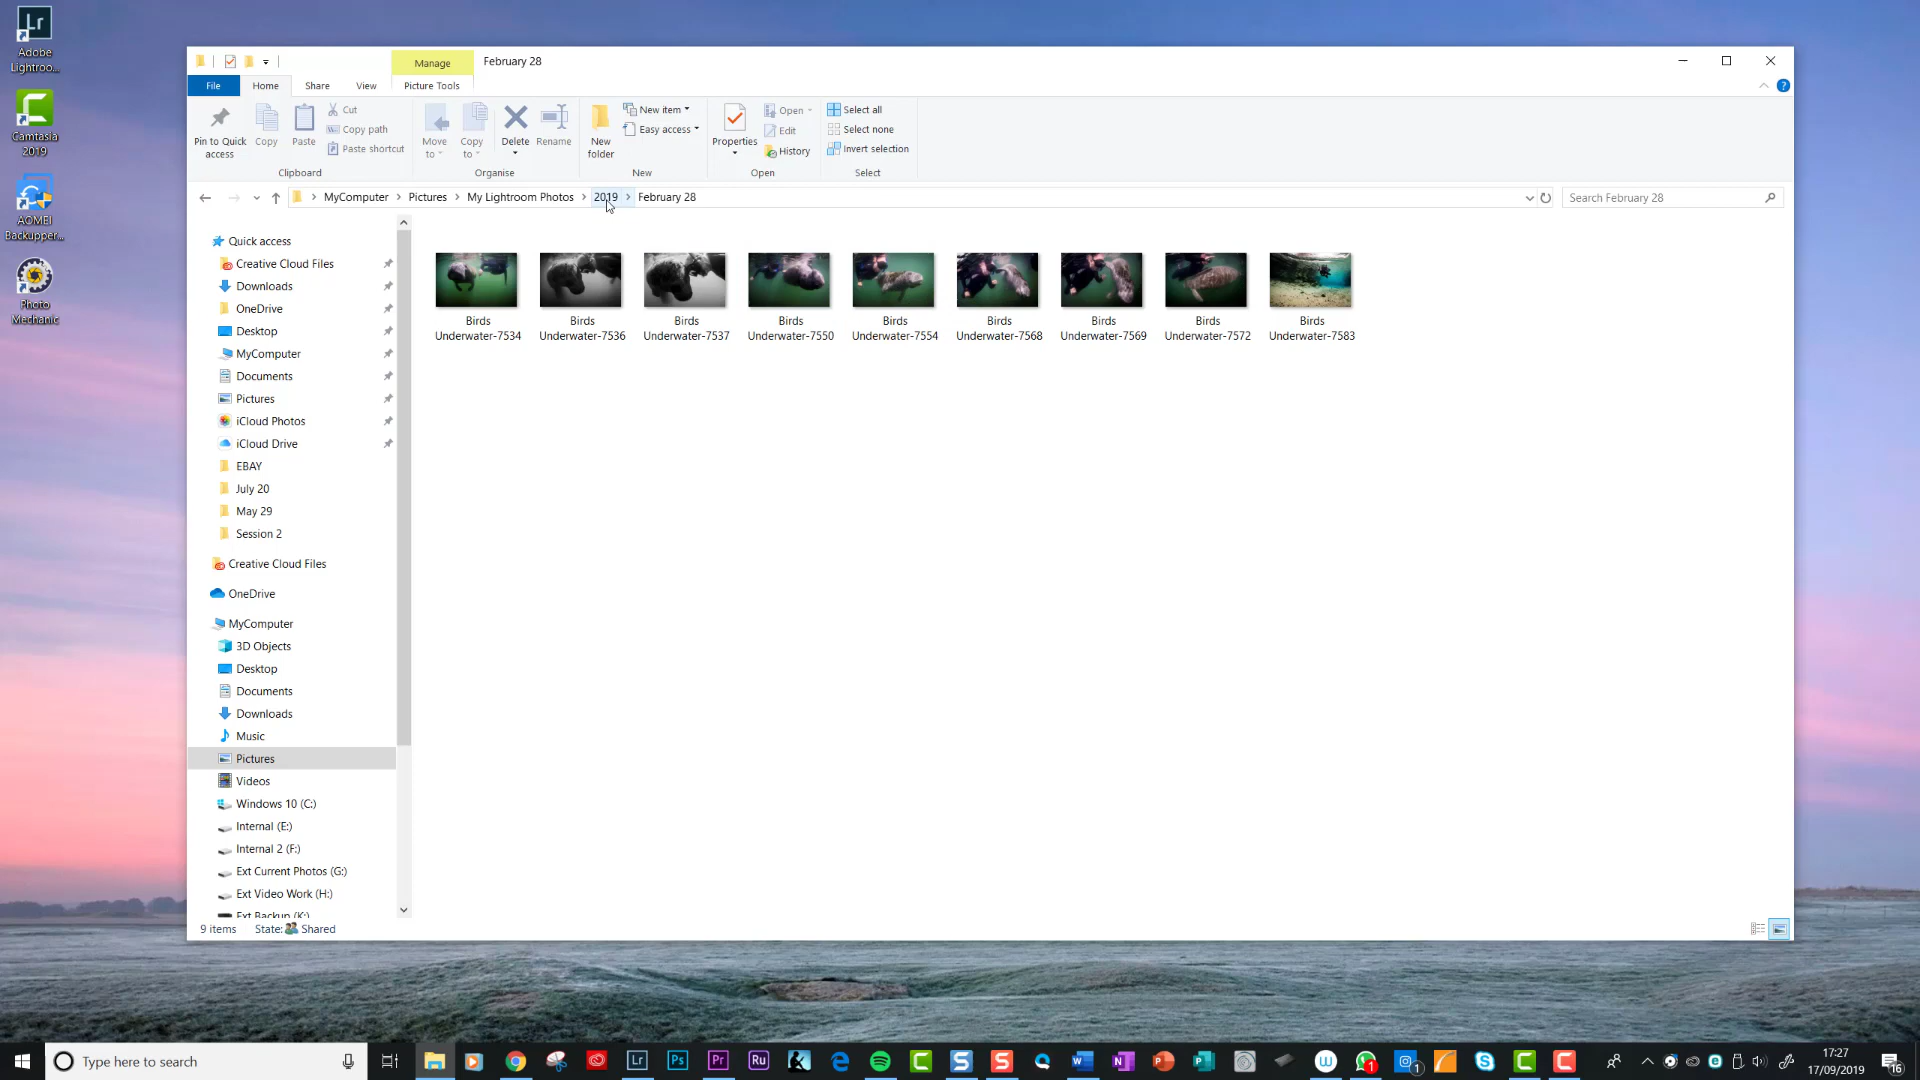 Adobe
Lightroo...
Camtasia
2019
AOMEI
Backupper...
Photo
Mechanic
Manage
February 28
File
Home
Share
View
Picture Tools
Pin to Quick
access
Copy
Paste
Cut
Copy path
Paste shortcut
Clipboard
Move
to
Copy
to
Delete
Rename
Organise
New
folder
New item
Easy access
New
Properties
Open
Edit
History
Open
Select all
Select none
Invert selection
Select
MyComputer > Pictures > My Lightroom Photos > 2019 > February 28
Search February 28
Quick access
Creative Cloud Files
Downloads
OneDrive
Desktop
MyComputer
Documents
Pictures
iCloud Photos
iCloud Drive
EBAY
July 20
May 29
Session 2
Creative Cloud Files
OneDrive
MyComputer
3D Objects
Desktop
Documents
Downloads
Music
Pictures
Videos
Windows 10 (C:)
Internal (E:)
Internal 2 (F:)
Ext Current Photos (G:)
Ext Video Work (H:)
Ext Backup (K:)
Birds
Underwater-7534
Birds
Underwater-7536
Birds
Underwater-7537
Birds
Underwater-7550
Birds
Underwater-7554
Birds
Underwater-7568
Birds
Underwater-7569
Birds
Underwater-7572
Birds
Underwater-7583
9 items
State: Shared
Type here to search
17:27
17/09/2019
16